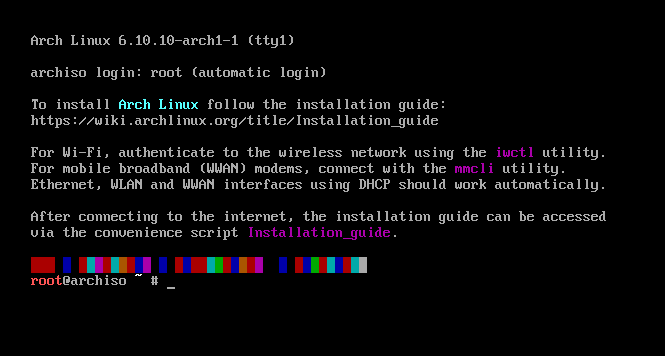 Arch Linux 6.10.10-arch1-1 (tty1)
archiso login: root (automatic login)
To install Arch Linux follow the installation guide:
https://wiki.archlinux.org/title/Installation_guide
For Wi-Fi, authenticate to the wireless network using the iwctl utility.
For mobile broadband (WWAN) modems, connect with the mmcli utility.
Ethernet, WLAN and WWAN interfaces using DHCP should work automatically.
After connecting to the internet, the installation guide can be accessed
via the convenience script Installation_guide.
root@archiso ~ # _